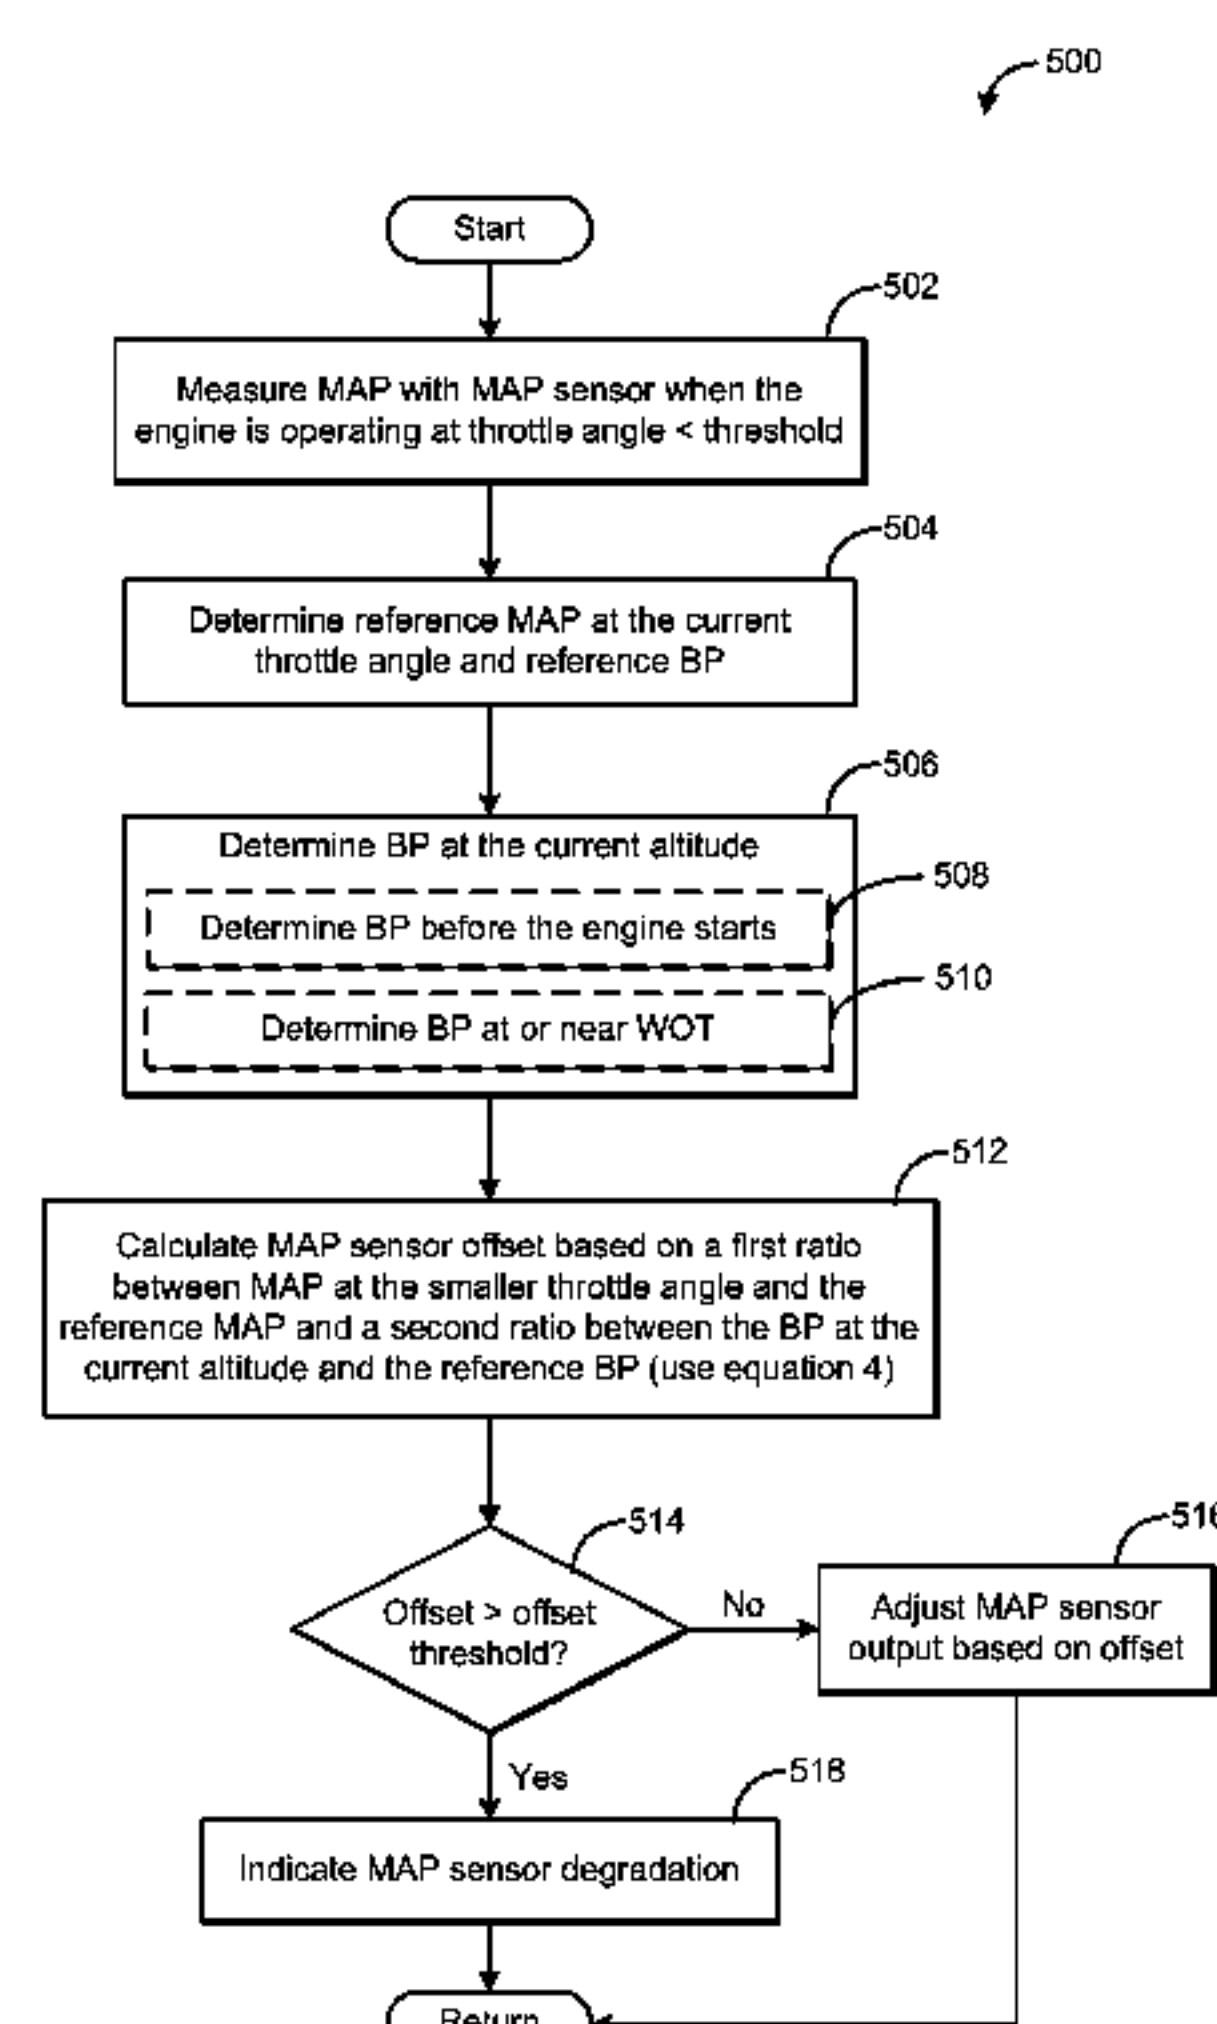 500
Start
502
Measure MAP with MAP sensor when the
engine is operating at throttle angle < threshold
504
Determine reference MAP at the current
throttle angle and reference BP
506
Determine BP at the current altitude
508
Determine BP before the engine starts
510
Determine BP at or near WOT
512
Calculate MAP sensor offset based on a first ratio
between MAP at the smaller throttle angle and the
reference MAP and a second ratio between the BP at the
current altitude and the reference BP (use equation 4)
514
516
Offset > offset
threshold?
No
Adjust MAP sensor
output based on offset
Yes
518
Indicate MAP sensor degradation
Return